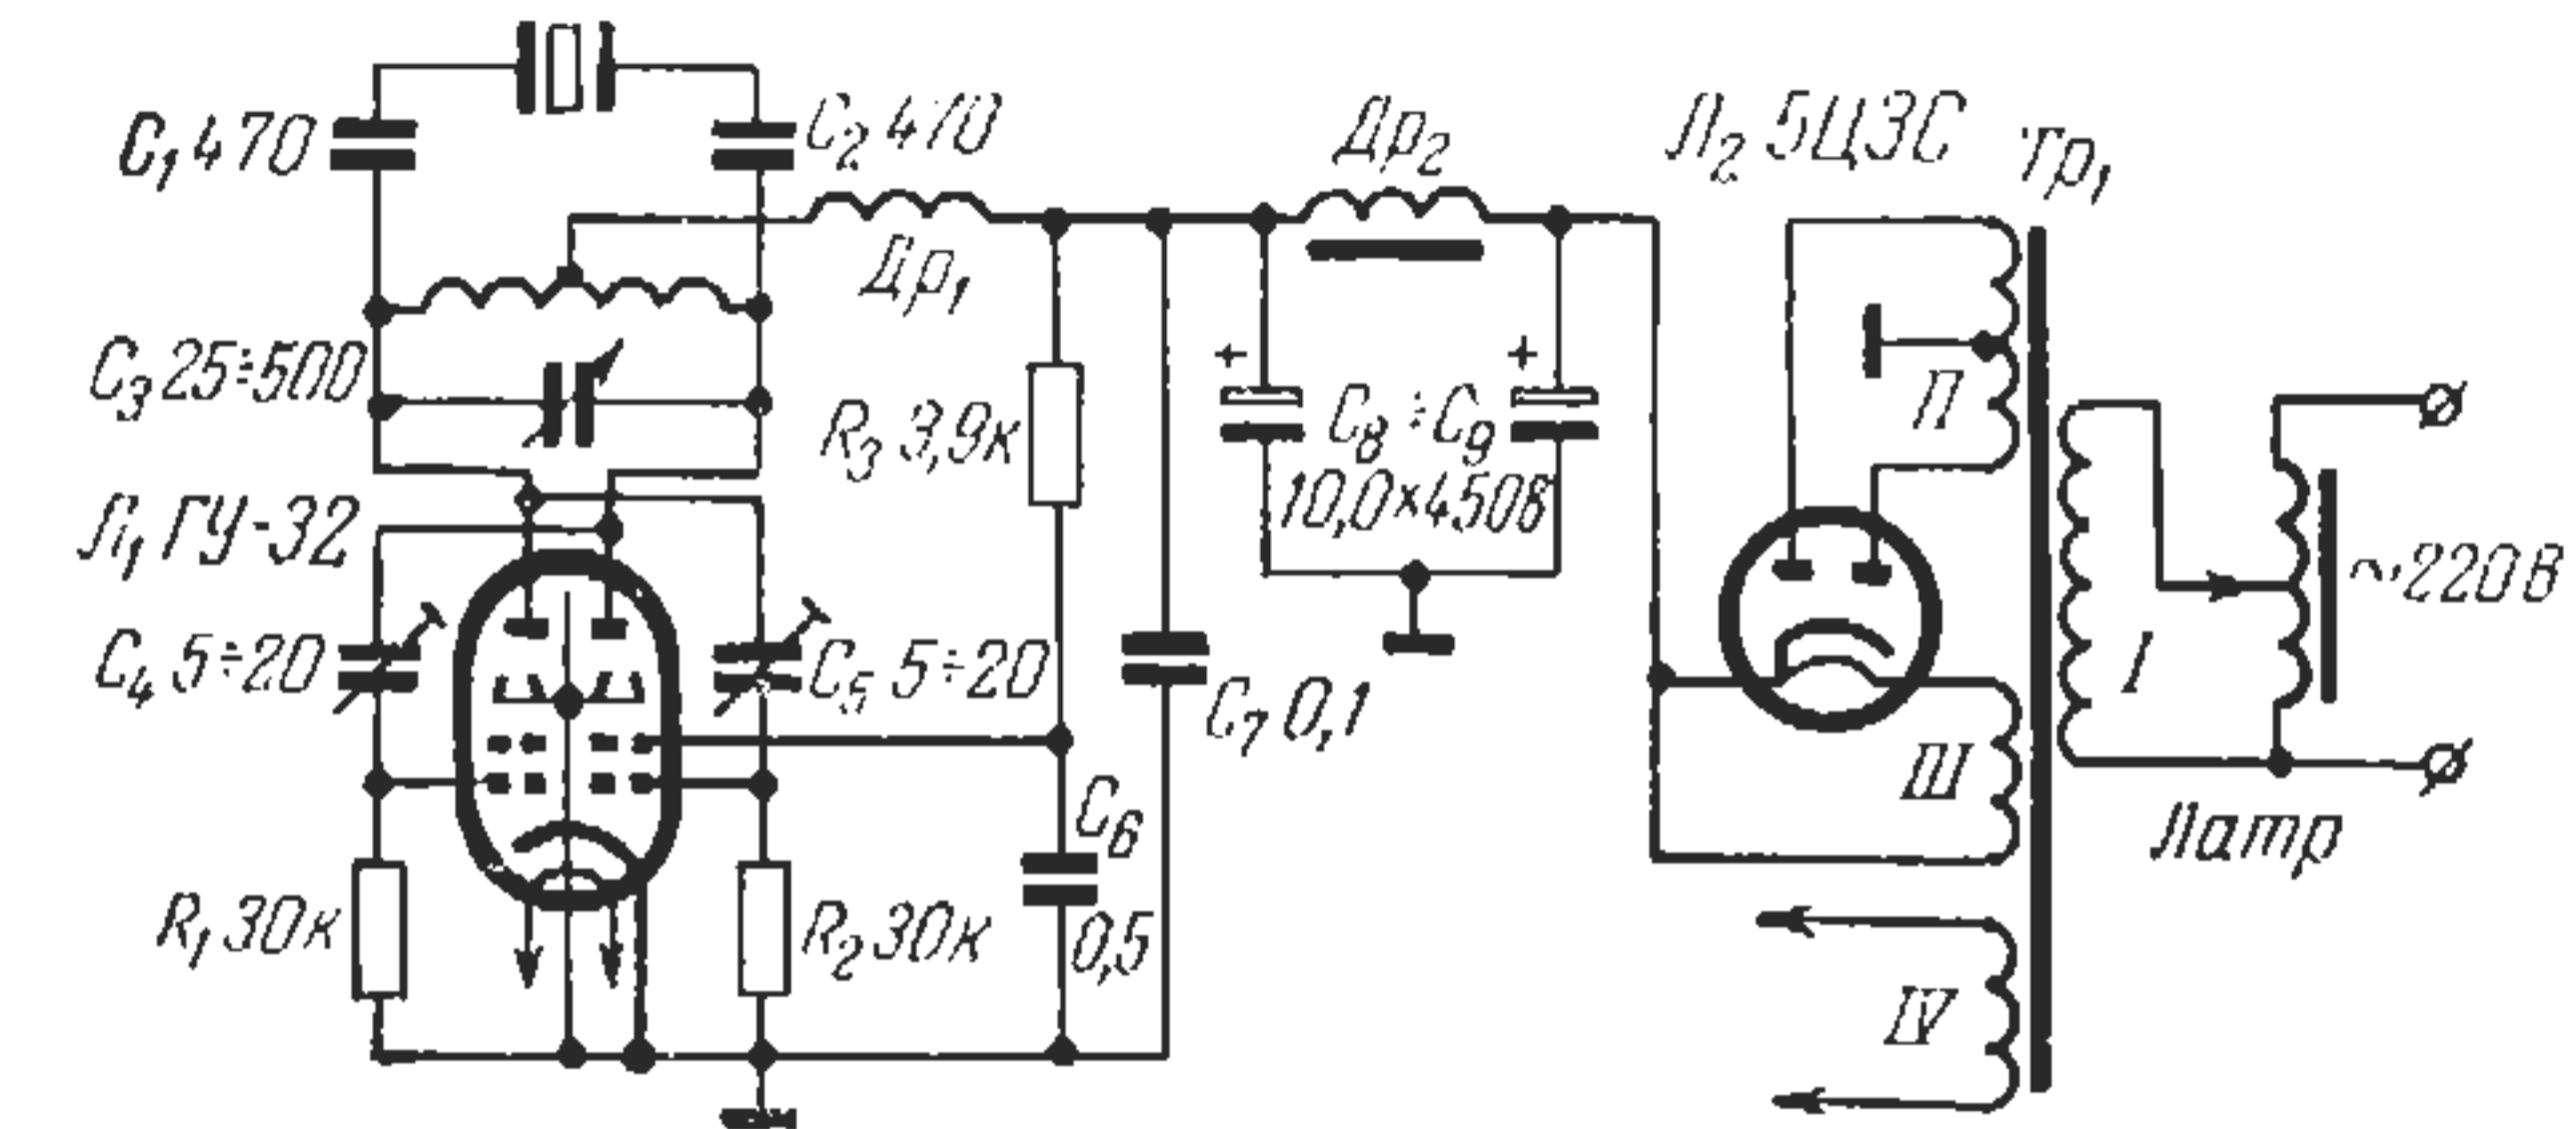 C₁ 470
C₂ 470
Др₁
Др₂
Л₂ 5Ц3С
Тр₁
C₃ 25÷500
R₃ 3,9к
C₈ ÷ C₉
10,0×450В
II
Л₁ ГУ-32
C₄ 5÷20
C₅ 5÷20
C₇ 0,1
I
~220В
III
Латр
C₆
0,5
R₁ 30к
R₂ 30к
IV